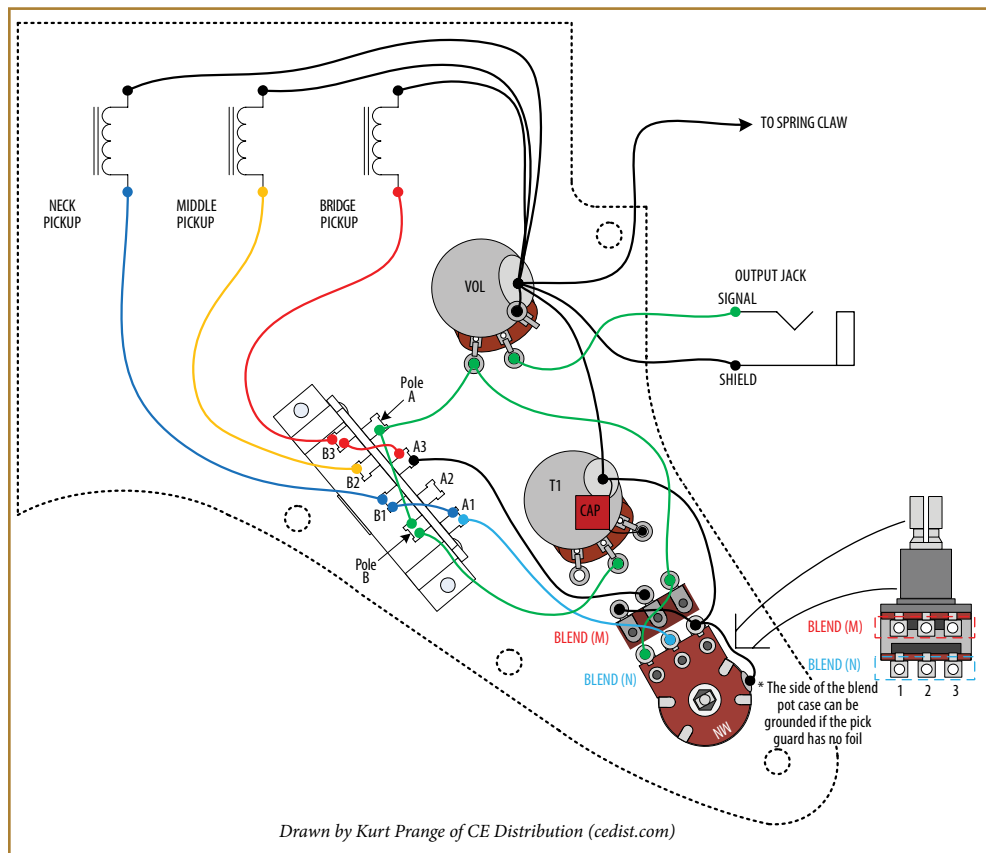 TO SPRING CLAW
NECK
PICKUP
MIDDLE
PICKUP
BRIDGE
PICKUP
VOL
OUTPUT JACK
SIGNAL
SHIELD
Pole
A
B3
A3
B2
A2
B1
A1
Pole
B
T1
CAP
BLEND (M)
BLEND (N)
MN
BLEND (M)
BLEND (N)
1 2 3
* The side of the blend
pot case can be
grounded if the pick
guard has no foil
Drawn by Kurt Prange of CE Distribution (cedist.com)